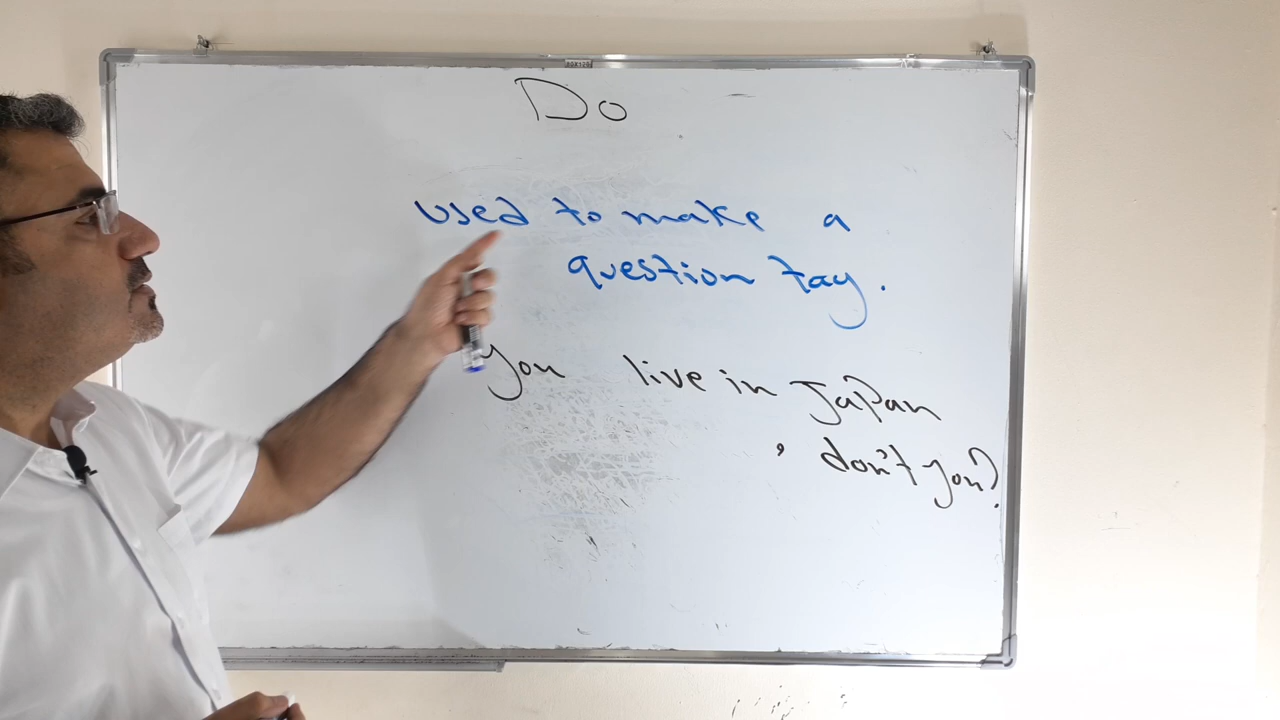 Do
used to make a
question tag.
You live in Japan
, don't you?